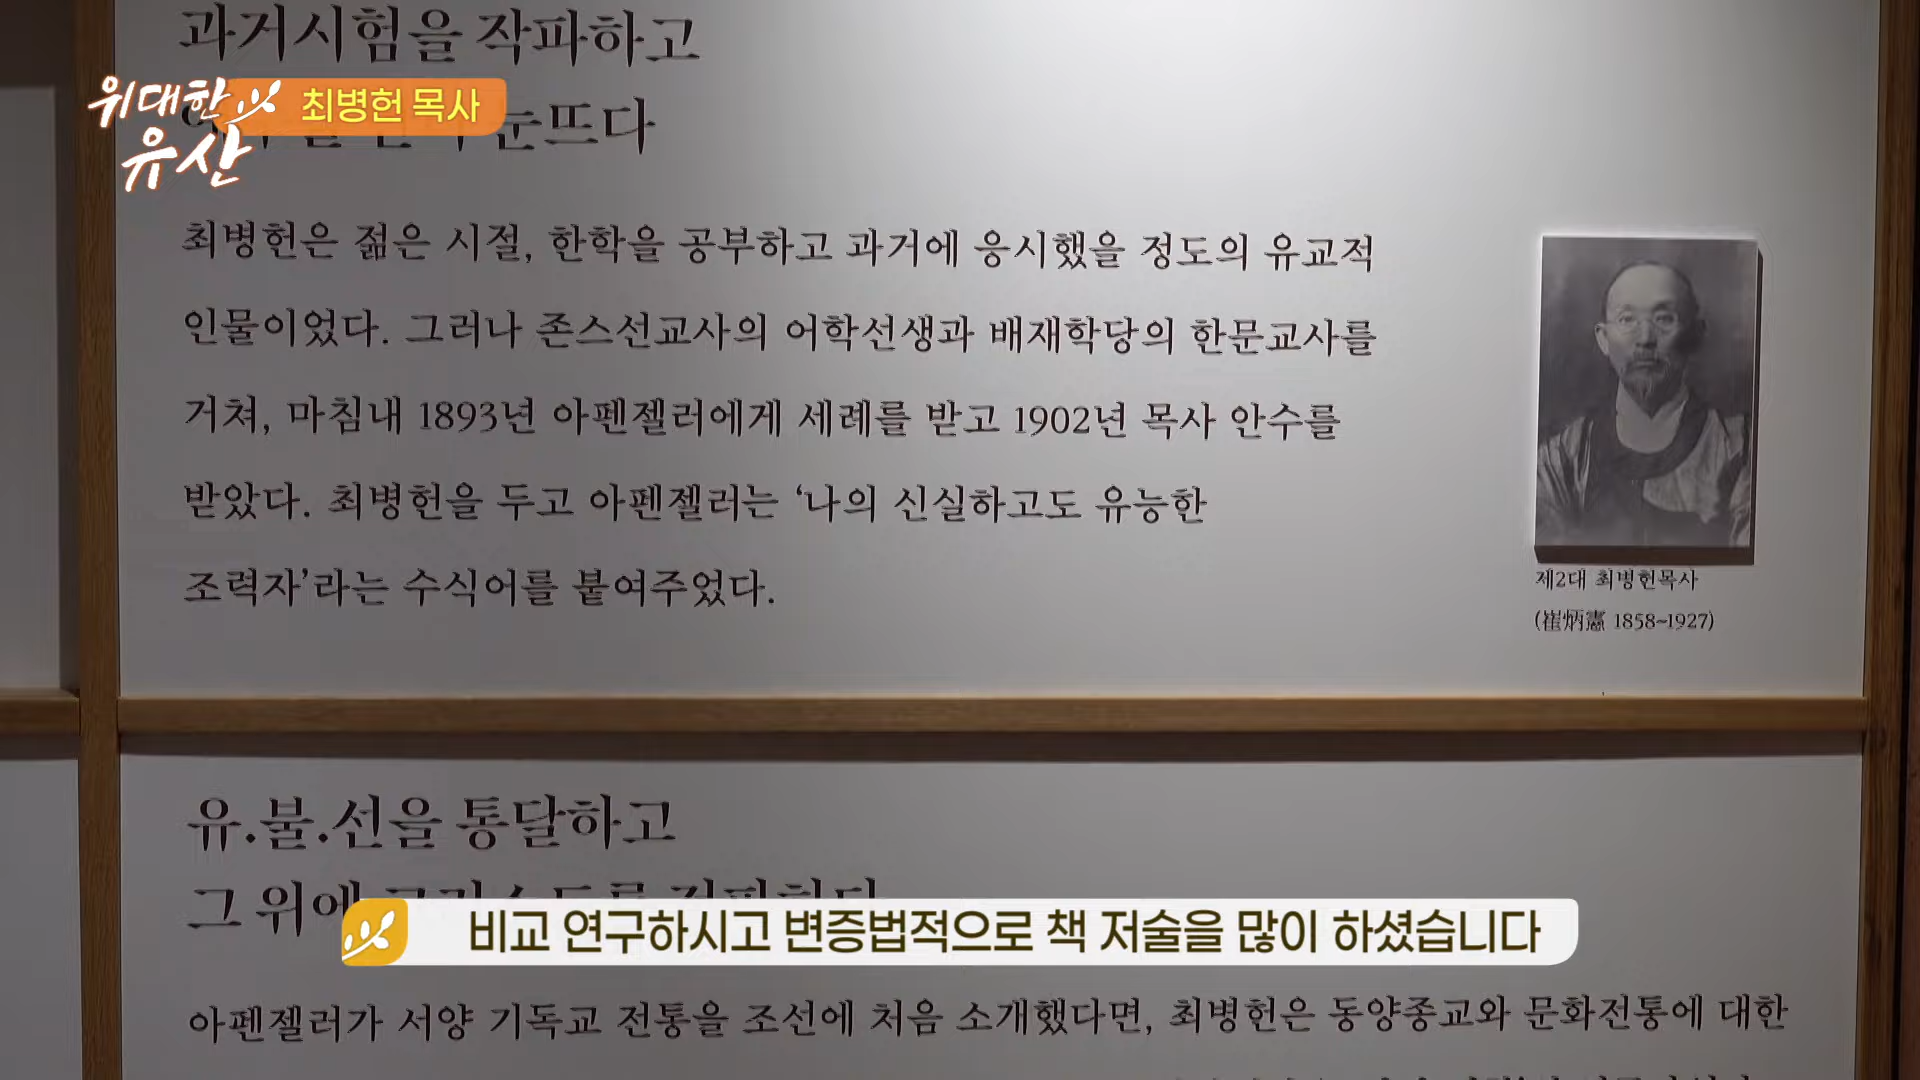 과거시험을 작파하고
눈뜨다
위대한
유산
최병헌 목사
최병헌은 젊은 시절, 한학을 공부하고 과거에 응시했을 정도의 유교적
인물이었다. 그러나 존스선교사의 어학선생과 배재학당의 한문교사를
거쳐, 마침내 1893년 아펜젤러에게 세례를 받고 1902년 목사 안수를
받았다. 최병헌을 두고 아펜젤러는 ‘나의 신실하고도 유능한
조력자’라는 수식어를 붙여주었다.
제2대 최병헌목사
(崔炳憲 1858~1927)
유.불.선을 통달하고
그 위에
비교 연구하시고 변증법적으로 책 저술을 많이 하셨습니다
아펜젤러가 서양 기독교 전통을 조선에 처음 소개했다면, 최병헌은 동양종교와 문화전통에 대한